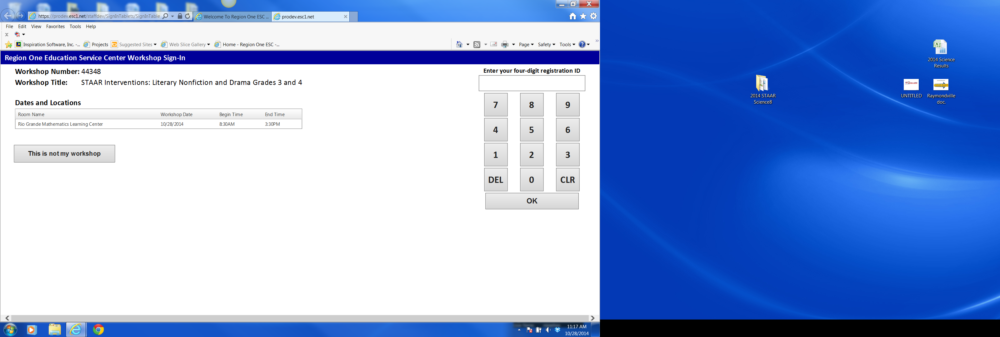 https://prodev.esc1.net/staffdev/SignInTablets/SignInTable
Welcome To Region One ESC ...
prodev.esc1.net
File Edit View Favorites Tools Help
Inspiration Software, Inc. -... Projects Suggested Sites Web Slice Gallery Home - Region One ESC -...
Page Safety Tools
Region One Education Service Center Workshop Sign-In
Workshop Number: 44348
Workshop Title: STAAR Interventions: Literary Nonfiction and Drama Grades 3 and 4
Dates and Locations
Room Name Workshop Date Begin Time End Time
Rio Grande Mathematics Learning Center 10/28/2014 8:30AM 3:30PM
This is not my workshop
Enter your four-digit registration ID
7 8 9
4 5 6
1 2 3
DEL 0 CLR
OK
11:17 AM
10/28/2014
2014 STAAR
Science8
2014 Science
Results
UNTITLED
Raymondville
doc.